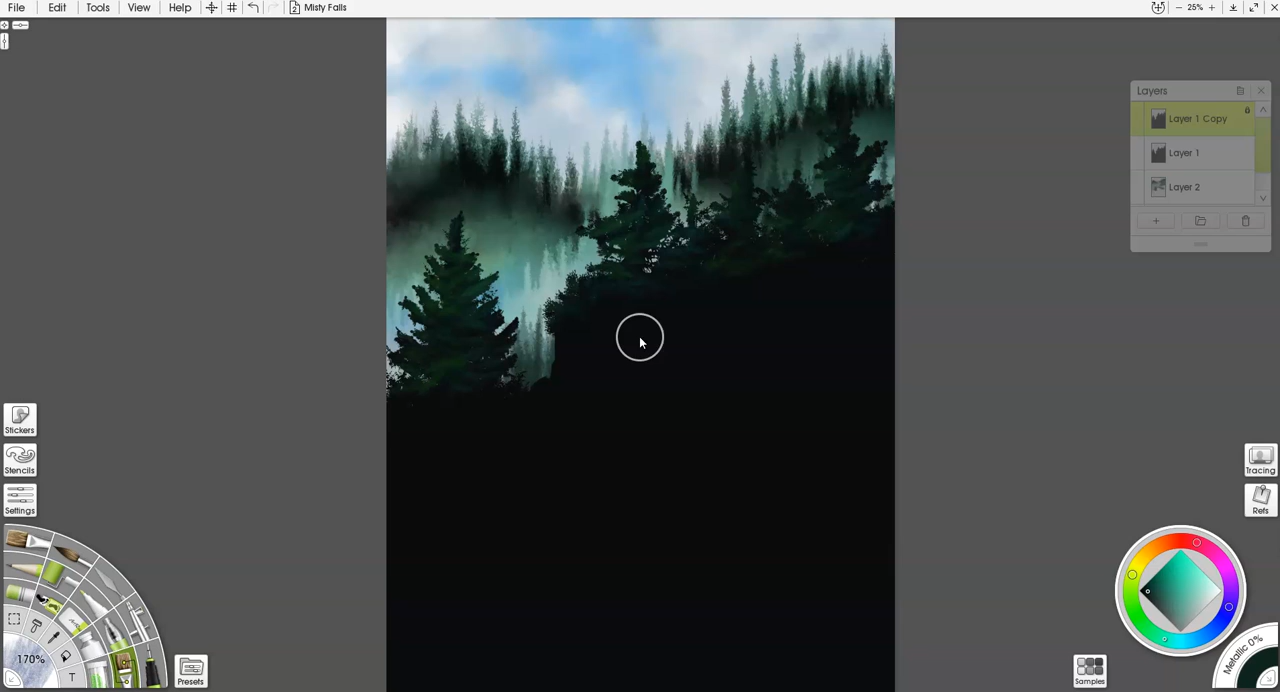 File Edit Tools View Help Misty Falls 25%
Layers
Layer 1 Copy
Layer 1
Layer 2
Stickers
Stencils
Settings
Tracing
Refs
170%
T
Presets
Samples
Metallic 0%